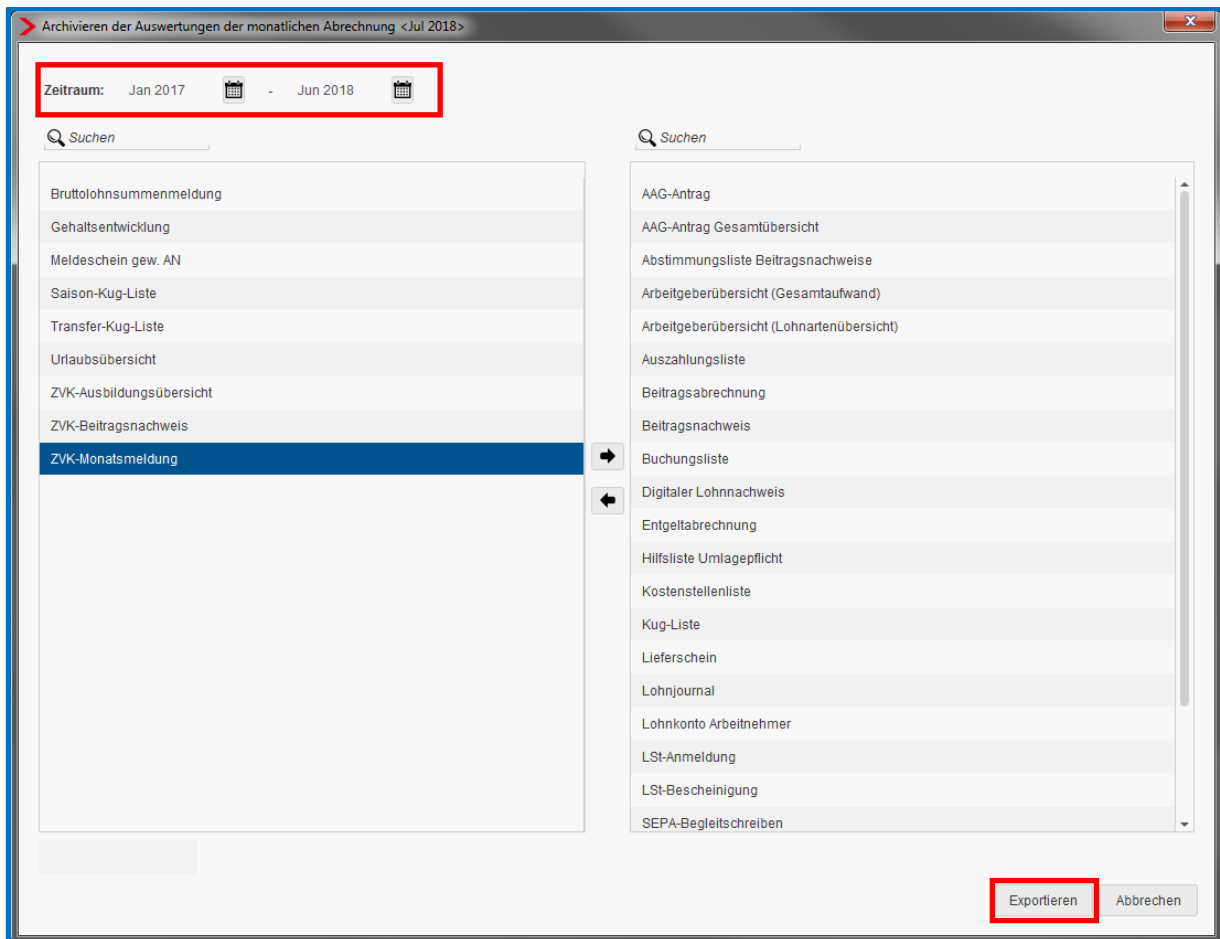 Archivieren der Auswertungen der monatlichen Abrechnung <Jul 2018>
Zeitraum: Jan 2017 - Jun 2018
Suchen
Bruttolohnsummenmeldung
Gehaltsentwicklung
Meldeschein gew. AN
Saison-Kug-Liste
Transfer-Kug-Liste
Urlaubsübersicht
ZVK-Ausbildungsübersicht
ZVK-Beitragsnachweis
ZVK-Monatsmeldung
Suchen
AAG-Antrag
AAG-Antrag Gesamtübersicht
Abstimmungsliste Beitragsnachweise
Arbeitgeberübersicht (Gesamtaufwand)
Arbeitgeberübersicht (Lohnartenübersicht)
Auszahlungsliste
Beitragsabrechnung
Beitragsnachweis
Buchungsliste
Digitaler Lohnnachweis
Entgeltabrechnung
Hilfsliste Umlagepflicht
Kostenstellenliste
Kug-Liste
Lieferschein
Lohnjournal
Lohnkonto Arbeitnehmer
LSt-Anmeldung
LSt-Bescheinigung
SEPA-Begleitschreiben
Exportieren
Abbrechen